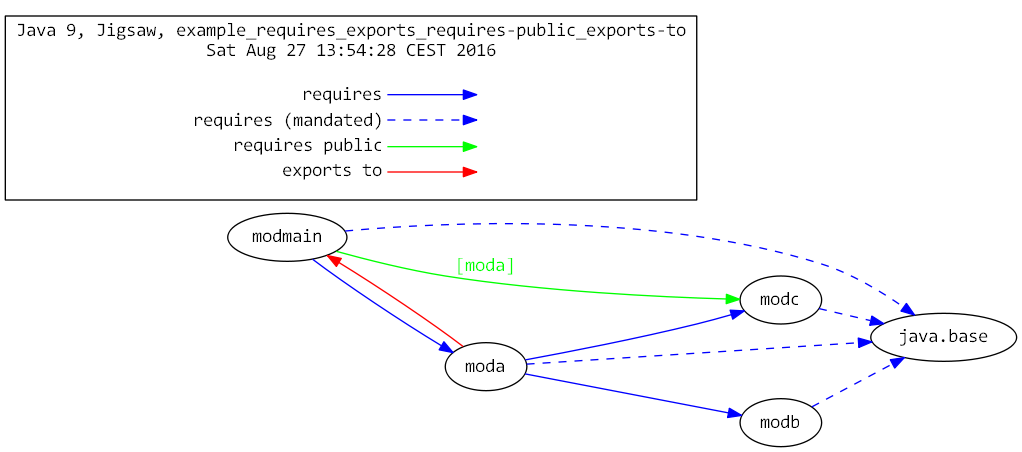 Java 9, Jigsaw, example_requires_exports_requires-public_exports-to
Sat Aug 27 13:54:28 CEST 2016
requires
requires (mandated)
requires public
exports to
modmain
[moda]
modc
java.base
moda
modb